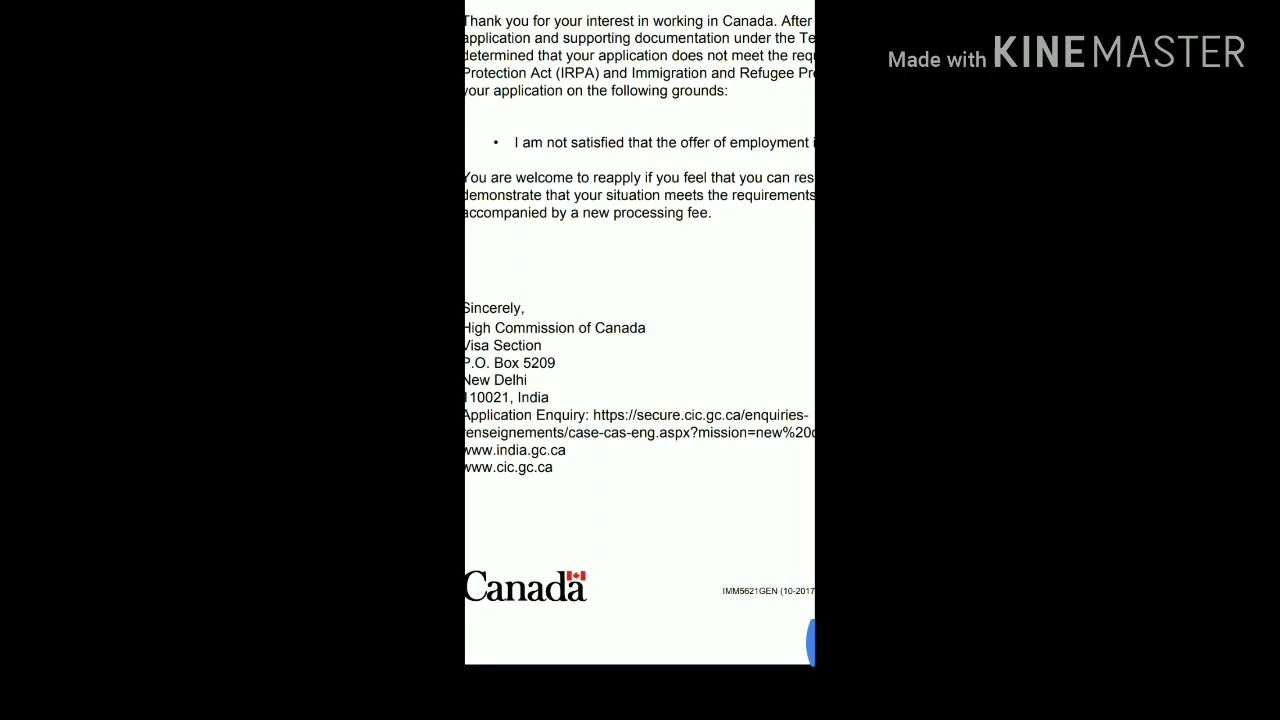 Thank you for your interest in working in Canada. After
application and supporting documentation under the Te
determined that your application does not meet the requ
Protection Act (IRPA) and Immigration and Refugee Pr
your application on the following grounds:
• I am not satisfied that the offer of employment i
You are welcome to reapply if you feel that you can res
demonstrate that your situation meets the requirements
accompanied by a new processing fee.
Sincerely,
High Commission of Canada
Visa Section
P.O. Box 5209
New Delhi
110021, India
Application Enquiry: https://secure.cic.gc.ca/enquiries-
renseignements/case-cas-eng.aspx?mission=new%20
www.india.gc.ca
www.cic.gc.ca
Canada
IMM5621GEN (10-2017
Made with KINEMASTER